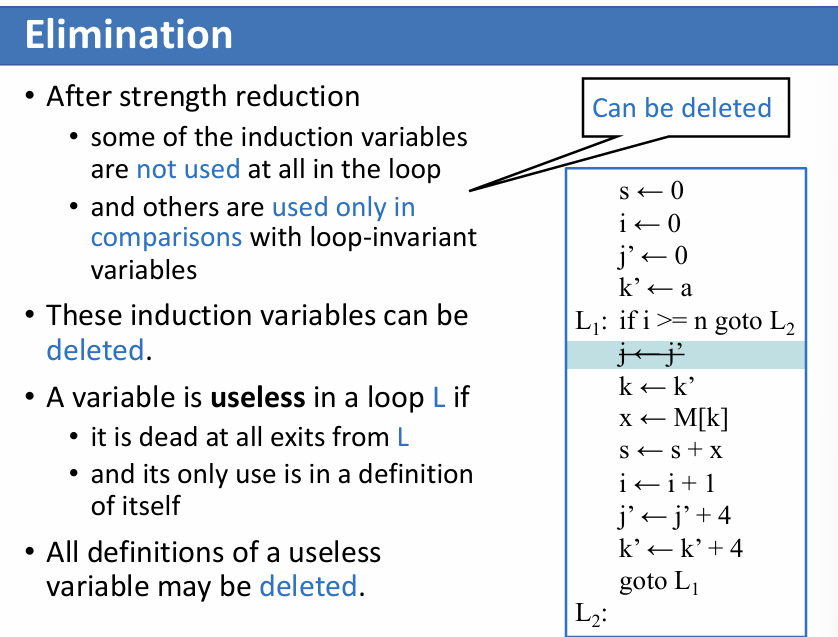 Elimination
• After strength reduction
• some of the induction variables
are not used at all in the loop
• and others are used only in
comparisons with loop-invariant
variables
• These induction variables can be
deleted.
• A variable is useless in a loop L if
• it is dead at all exits from L
• and its only use is in a definition
of itself
• All definitions of a useless
variable may be deleted.
Can be deleted
s ← 0
i ← 0
j’ ← 0
k’ ← a
L₁: if i >= n goto L₂
j ← j’
k ← k’
x ← M[k]
s ← s + x
i ← i + 1
j’ ← j’ + 4
k’ ← k’ + 4
goto L₁
L₂: